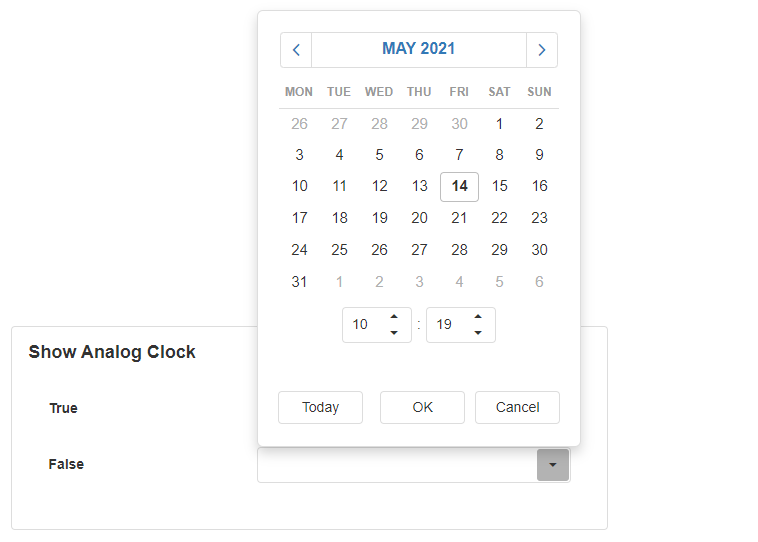 MAY 2021
MON TUE WED THU FRI SAT SUN
26 27 28 29 30 1 2
3 4 5 6 7 8 9
10 11 12 13 14 15 16
17 18 19 20 21 22 23
24 25 26 27 28 29 30
31 1 2 3 4 5 6
10 : 19
Today OK Cancel
Show Analog Clock
True
False